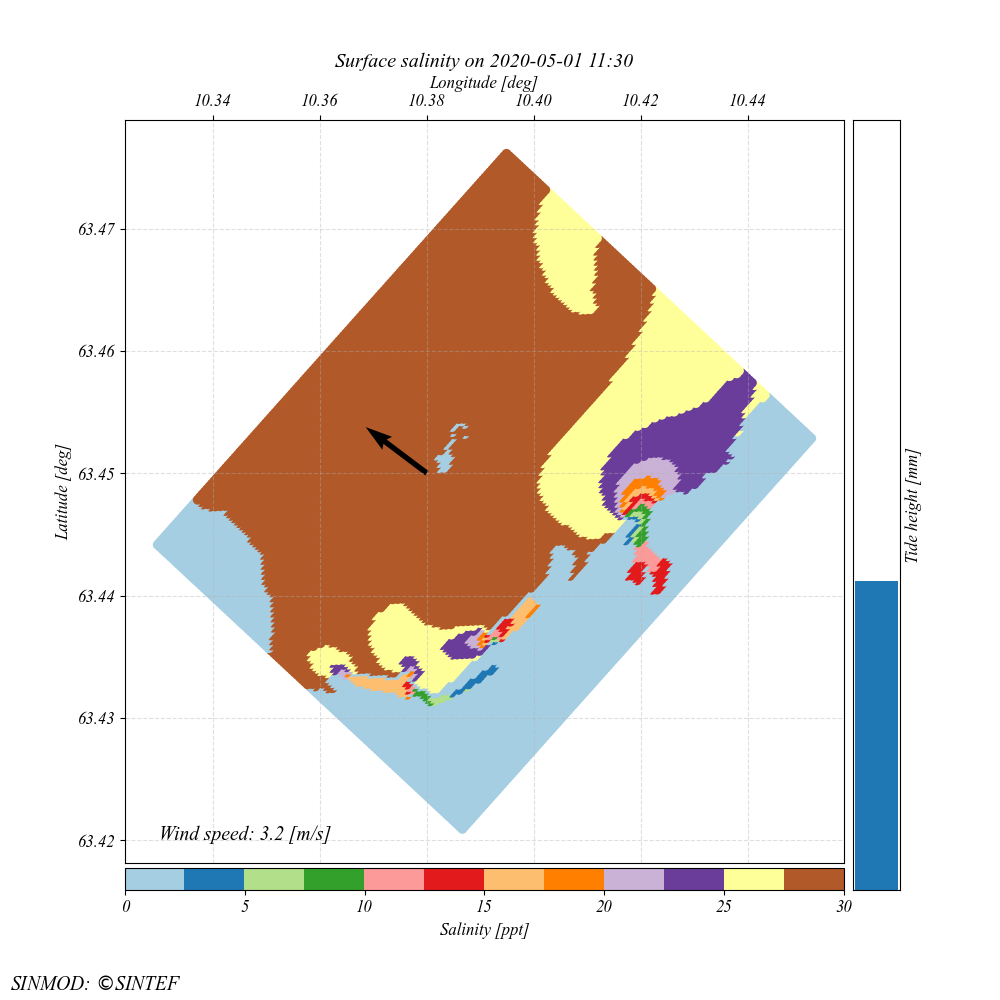 Surface salinity on 2020-05-01 11:30
Longitude [deg]
10.34 10.36 10.38 10.40 10.42 10.44
63.47
63.46
63.45
63.44
63.43
63.42
Latitude [deg]
Tide height [mm]
Wind speed: 3.2 [m/s]
0 5 10 15 20 25 30
Salinity [ppt]
SINMOD: ©SINTEF